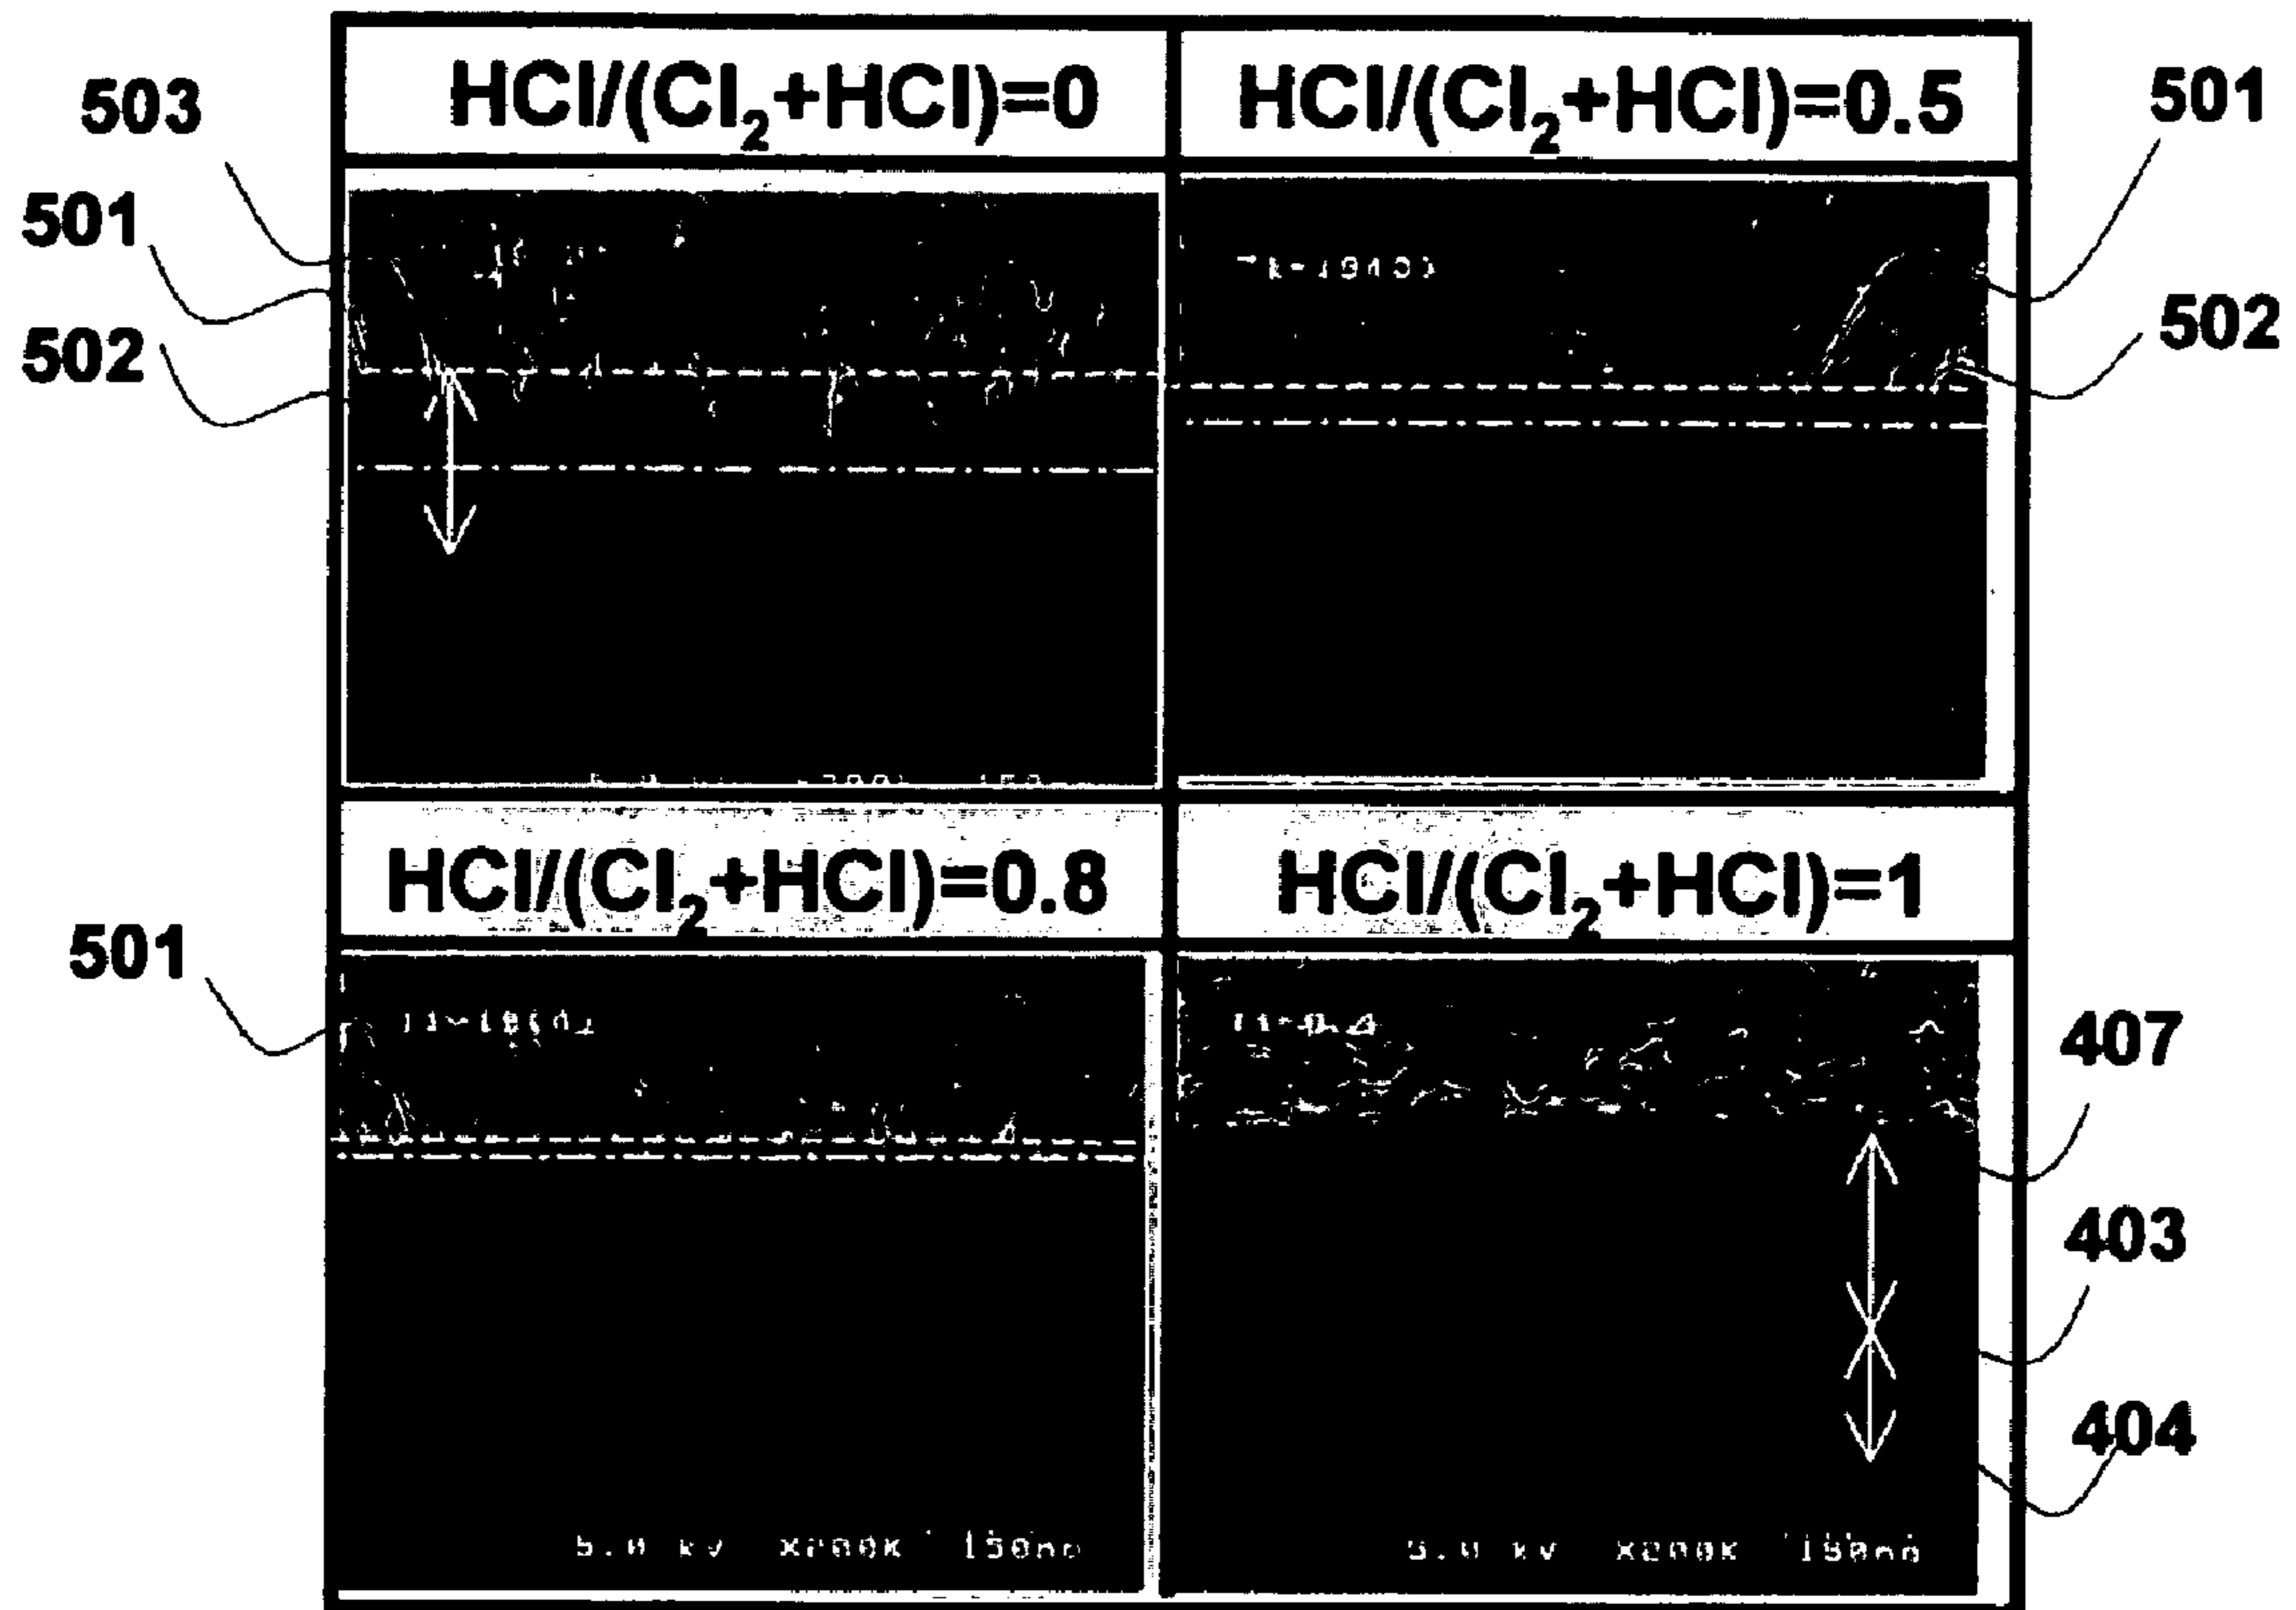 HCl/(Cl₂+HCl)=0
HCl/(Cl₂+HCl)=0.5
503
501
501
502
502
HCl/(Cl₂+HCl)=0.8
HCl/(Cl₂+HCl)=1
501
407
403
404
5.0 kV X200K 150nm
5.0 kV X200K 150nm